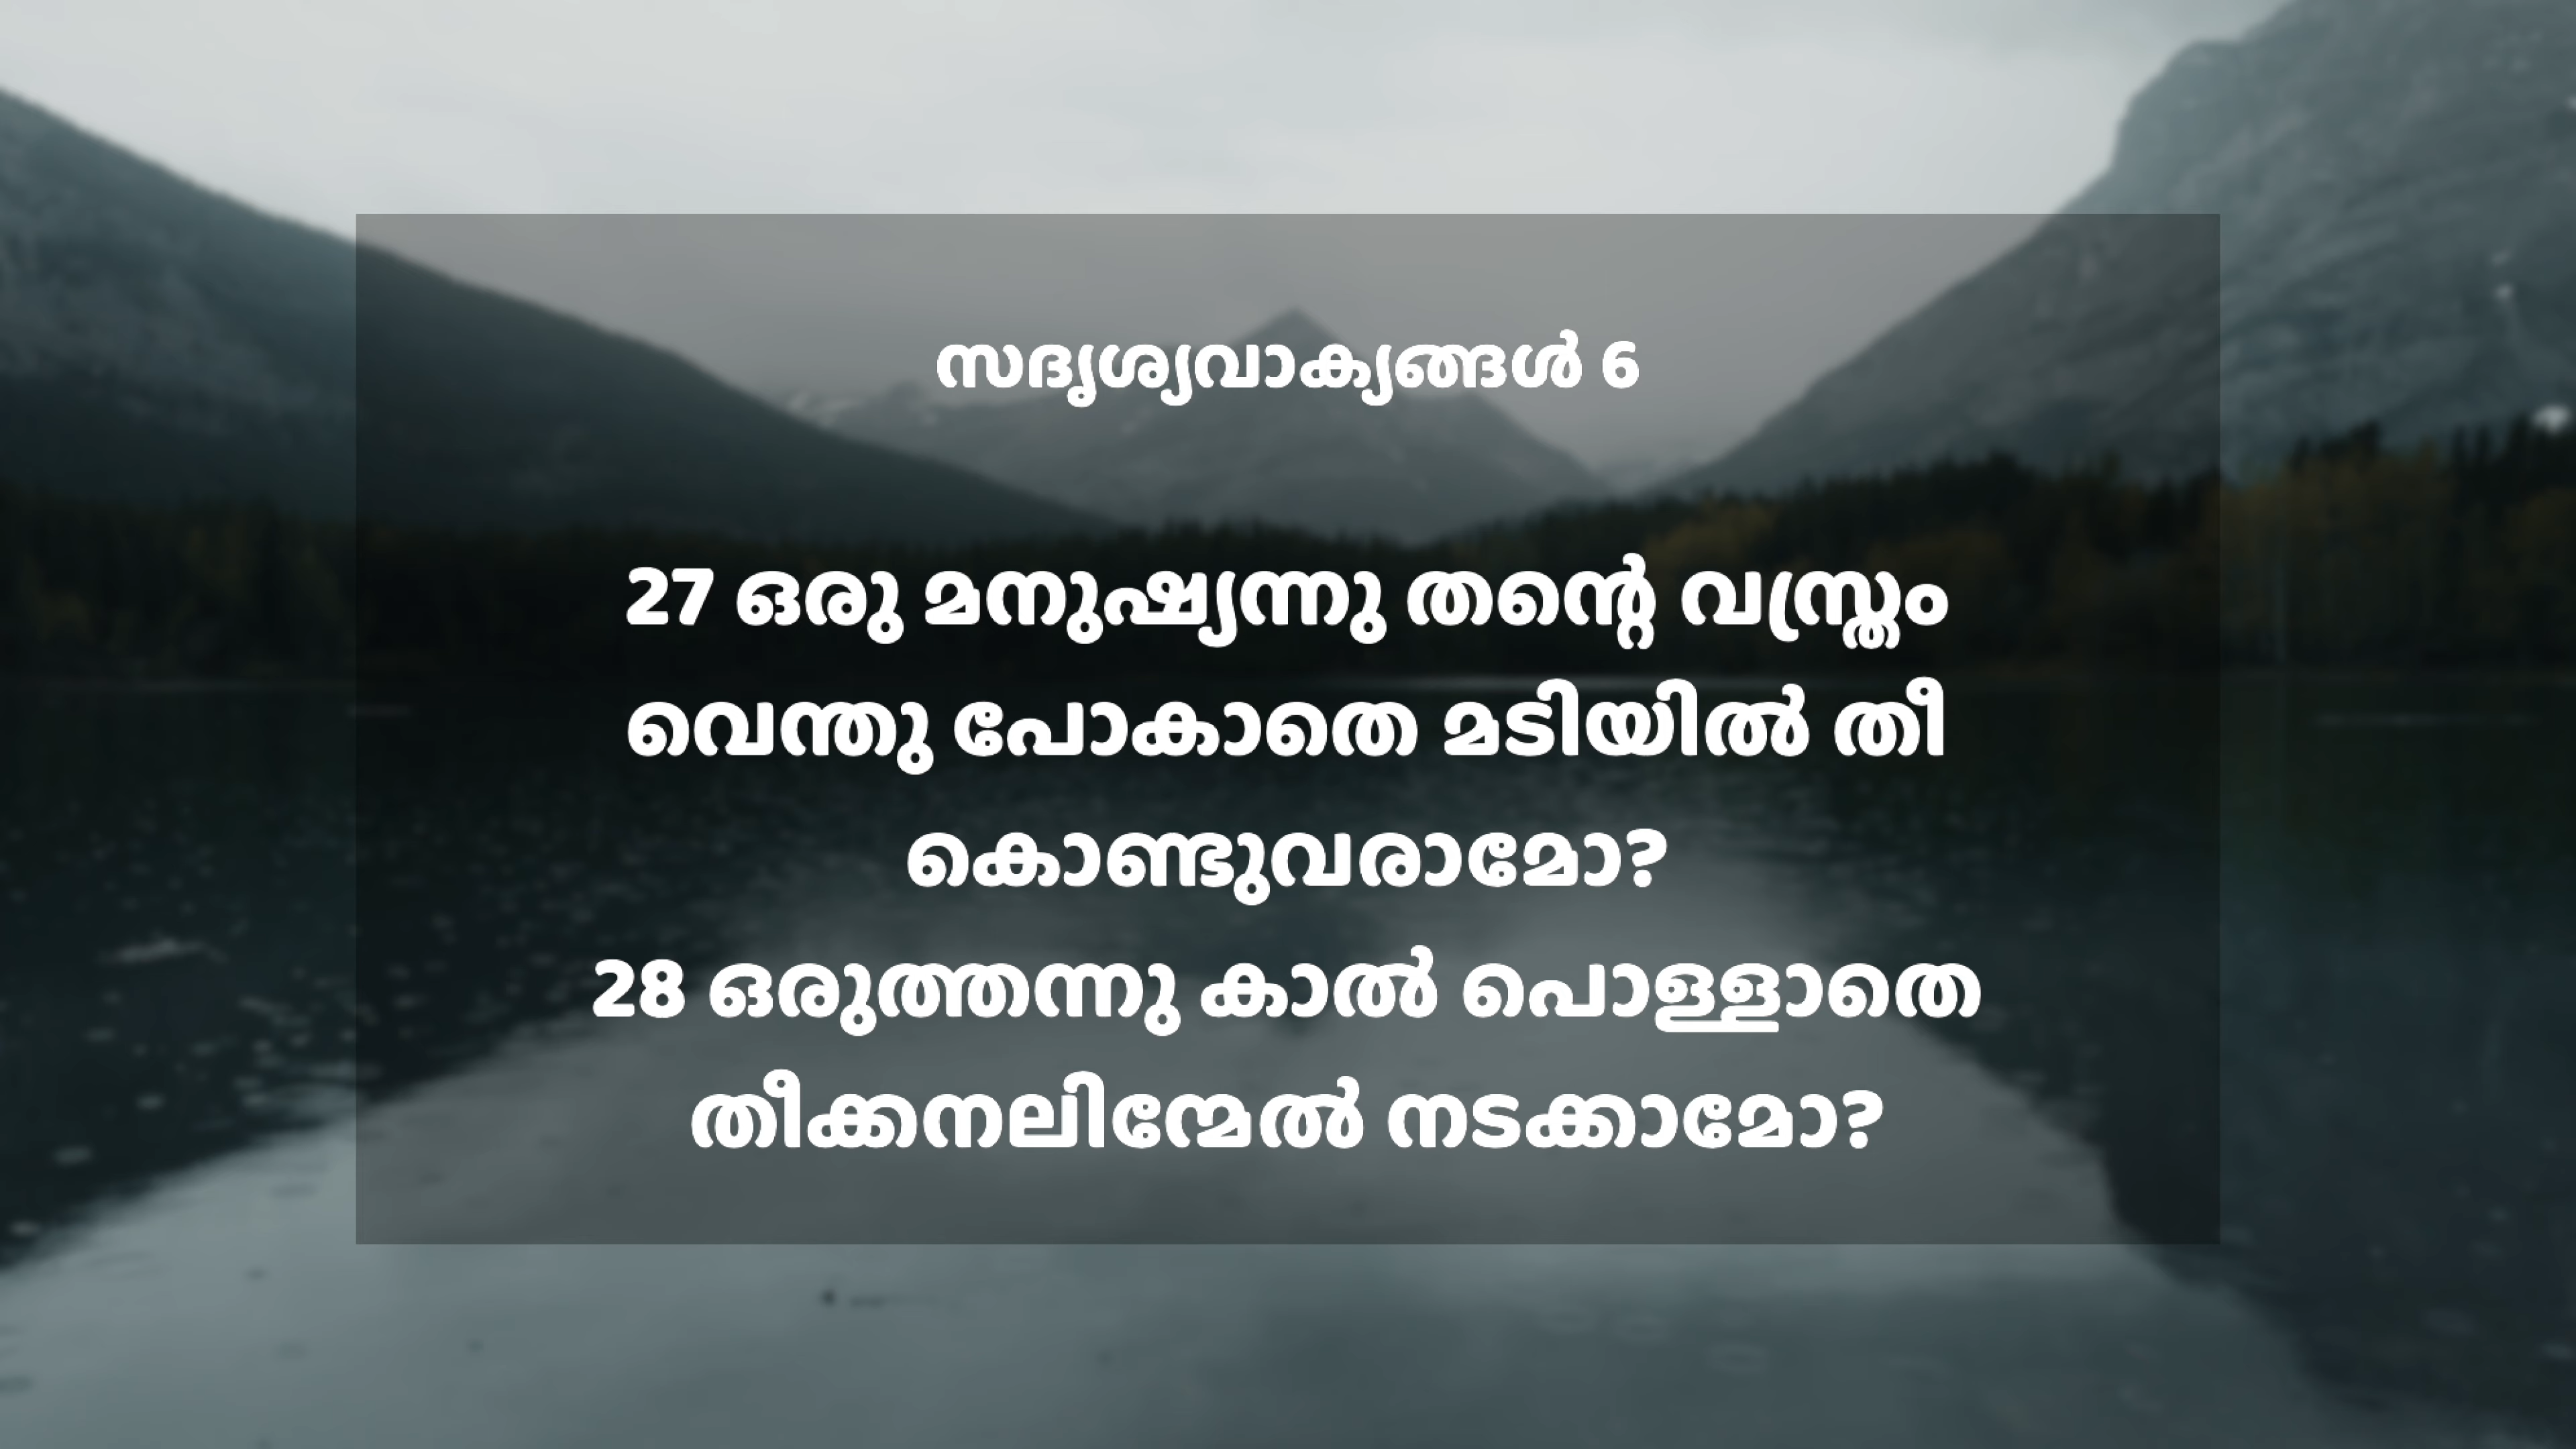 സദൃശ്യവാക്യങ്ങൾ 6
27 ഒരു മനുഷ്യന്നു തന്റെ വസ്ത്രം
വെന്തു പോകാതെ മടിയിൽ തീ
കൊണ്ടുവരാമോ?
28 ഒരുത്തന്നു കാൽ പൊള്ളാതെ
തീക്കനലിന്മേൽ നടക്കാമോ?